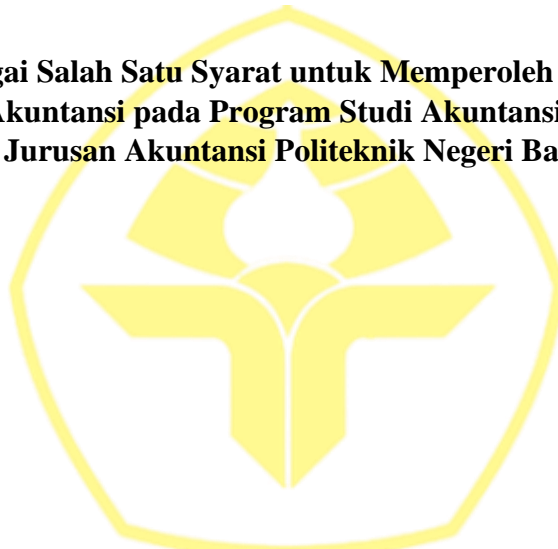 gai Salah Satu Syarat untuk Memperoleh
Akuntansi pada Program Studi Akuntansi
Jurusan Akuntansi Politeknik Negeri Ba